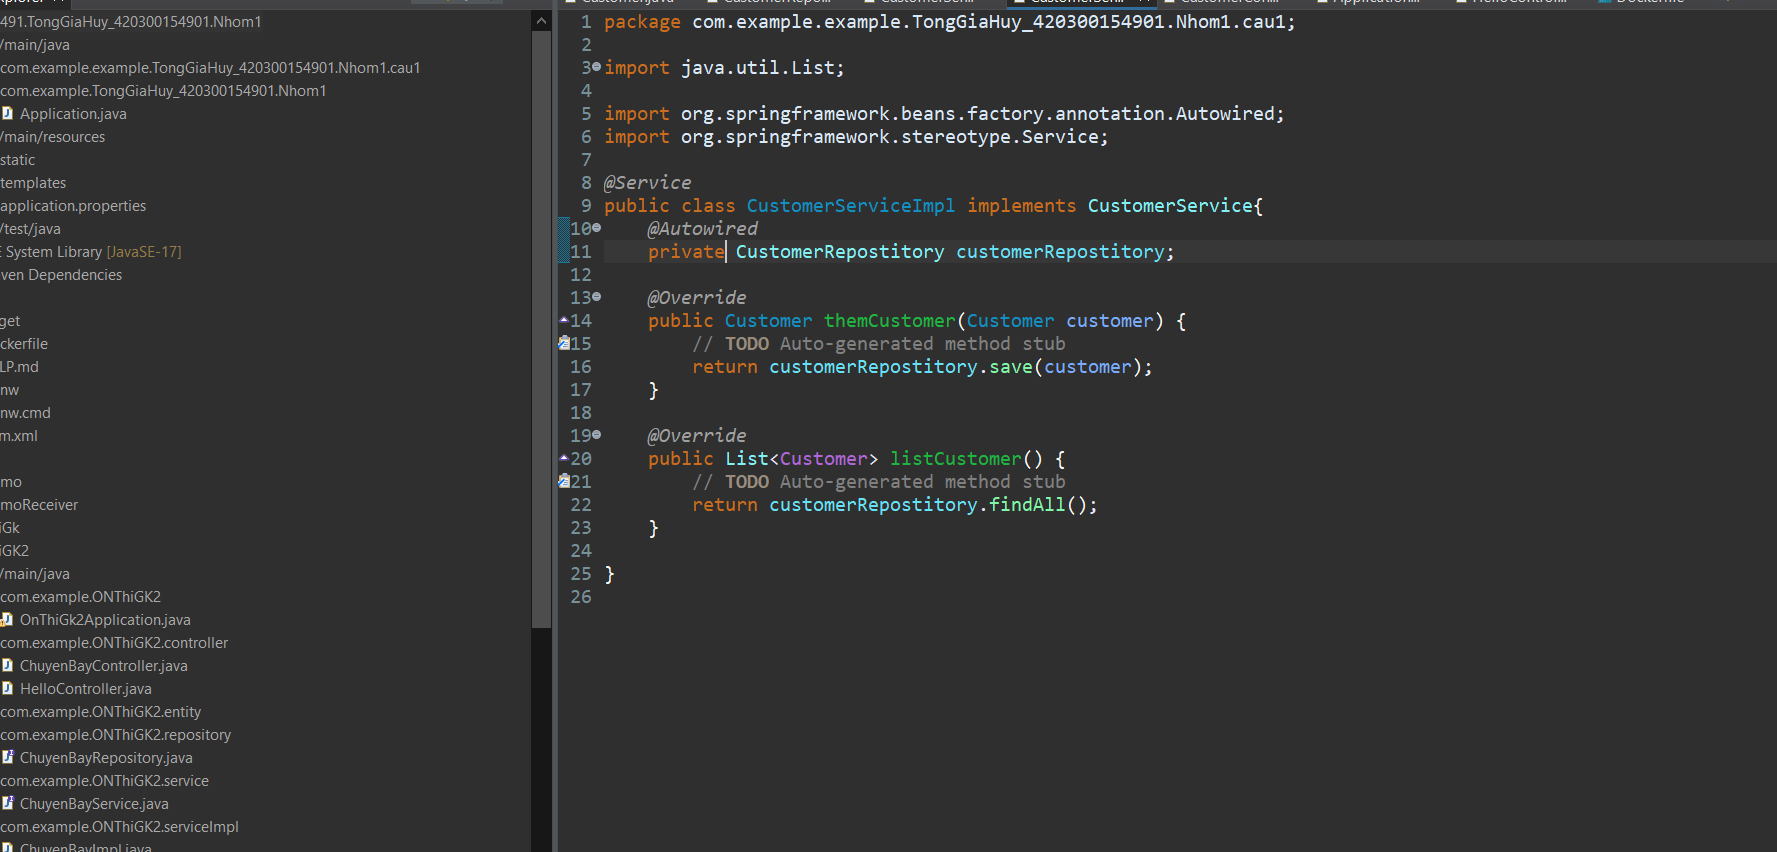 491.TongGiaHuy_420300154901.Nhom1
/main/java
com.example.example.TongGiaHuy_420300154901.Nhom1.cau1
com.example.TongGiaHuy_420300154901.Nhom1
Application.java
/main/resources
static
templates
application.properties
/test/java
E System Library [JavaSE-17]
ven Dependencies
get
ckerfile
LP.md
nw
nw.cmd
m.xml
mo
moReceiver
iGk
iGK2
/main/java
com.example.ONThiGK2
OnThiGk2Application.java
com.example.ONThiGK2.controller
ChuyenBayController.java
HelloController.java
com.example.ONThiGK2.entity
com.example.ONThiGK2.repository
ChuyenBayRepository.java
com.example.ONThiGK2.service
ChuyenBayService.java
com.example.ONThiGK2.serviceImpl
ChuyenBayImpl.java
1 package com.example.example.TongGiaHuy_420300154901.Nhom1.cau1;
2
3 import java.util.List;
4
5 import org.springframework.beans.factory.annotation.Autowired;
6 import org.springframework.stereotype.Service;
7
8 @Service
9 public class CustomerServiceImpl implements CustomerService{
10 @Autowired
11 private CustomerRepostitory customerRepostitory;
12
13 @Override
14 public Customer themCustomer(Customer customer) {
15 // TODO Auto-generated method stub
16 return customerRepostitory.save(customer);
17 }
18
19 @Override
20 public List<Customer> listCustomer() {
21 // TODO Auto-generated method stub
22 return customerRepostitory.findAll();
23 }
24
25 }
26